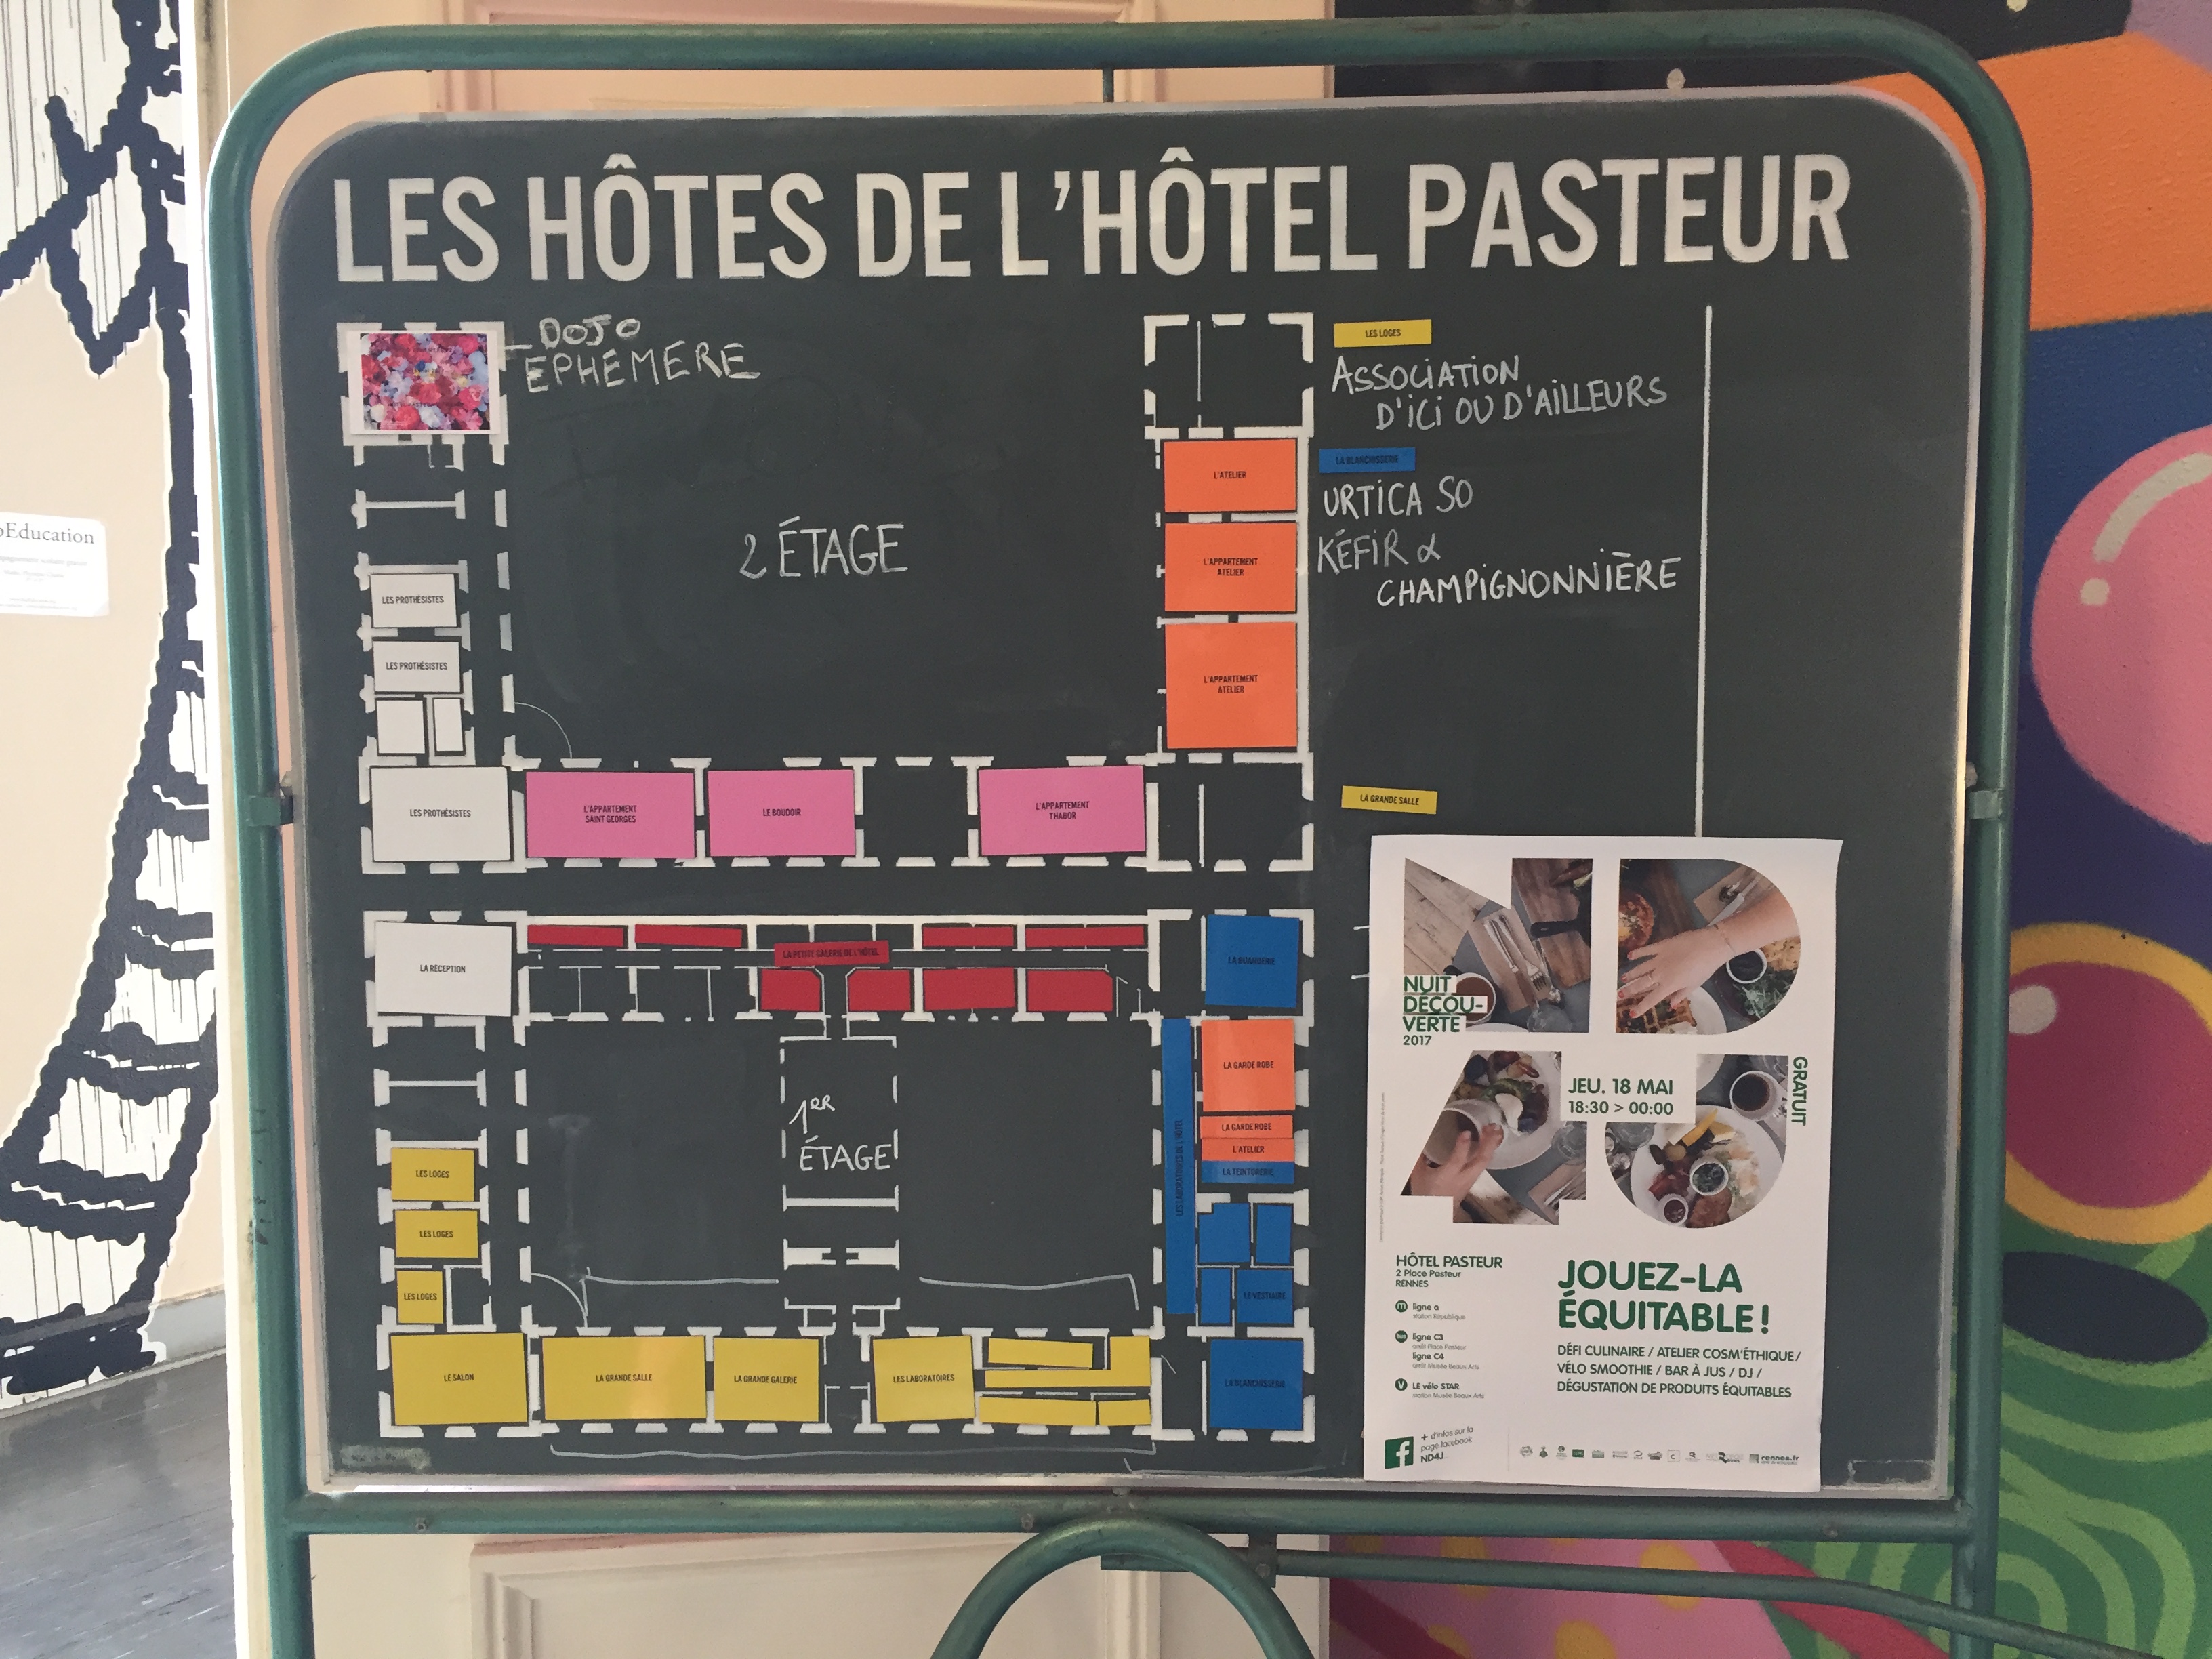 LES HÔTES DE L'HÔTEL PASTEUR
DOJO
EPHEMERE
LES LOGES
ASSOCIATION
D'ICI OU D'AILLEURS
L'ATELIER
LA BLANCHISSERIE
URTICA SO
KÉFIR &
CHAMPIGNONNIÈRE
2 ÉTAGE
L'APPARTEMENT
ATELIER
LES PROTHÉSISTES
LES PROTHÉSISTES
L'APPARTEMENT
ATELIER
LES PROTHÉSISTES
L'APPARTEMENT
SAINT GEORGES
LE BOUDOIR
L'APPARTEMENT
THABOR
LA GRANDE SALLE
LA RÉCEPTION
LA PETITE GALERIE DE L'HÔTEL
LA BUANDERIE
LA GARDE ROBE
LA GARDE ROBE
L'ATELIER
LA TEINTURERIE
LES LABORATOIRES DE L'HÔTEL
1ER
ÉTAGE
LES LOGES
LES LOGES
LES LOGES
LE VESTIAIRE
LE SALON
LA GRANDE SALLE
LA GRANDE GALERIE
LES LABORATOIRES
LA BLANCHISSERIE
Education
ND
4J
NUIT
DÉCOU-
VERTE
2017
JEU. 18 MAI
18:30 > 00:00
GRATUIT
HÔTEL PASTEUR
2 Place Pasteur
RENNES
m ligne a
station République
bus ligne C3
arrêt Place Pasteur
ligne C4
arrêt Musée Beaux Arts
V LE vélo STAR
station Musée Beaux Arts
JOUEZ-LA
ÉQUITABLE !
DÉFI CULINAIRE / ATELIER COSM'ÉTHIQUE /
VÉLO SMOOTHIE / BAR À JUS / DJ /
DÉGUSTATION DE PRODUITS ÉQUITABLES
+ d'infos sur la
page facebook
ND4J
rennes.fr